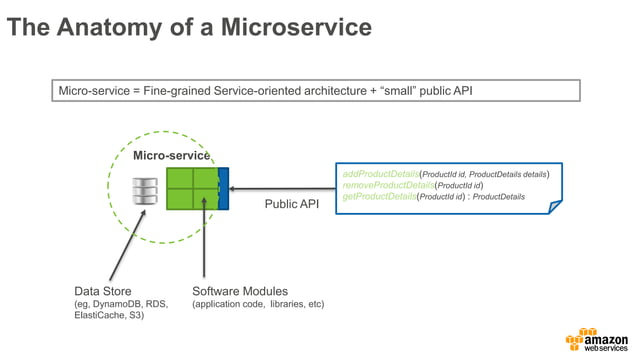 The Anatomy of a Microservice
Micro-service = Fine-grained Service-oriented architecture + “small” public API
Micro-service
addProductDetails(ProductId id, ProductDetails details)
removeProductDetails(ProductId id)
getProductDetails(ProductId id) : ProductDetails
Public API
Data Store
(eg, DynamoDB, RDS,
ElastiCache, S3)
Software Modules
(application code, libraries, etc)
amazon
webservices